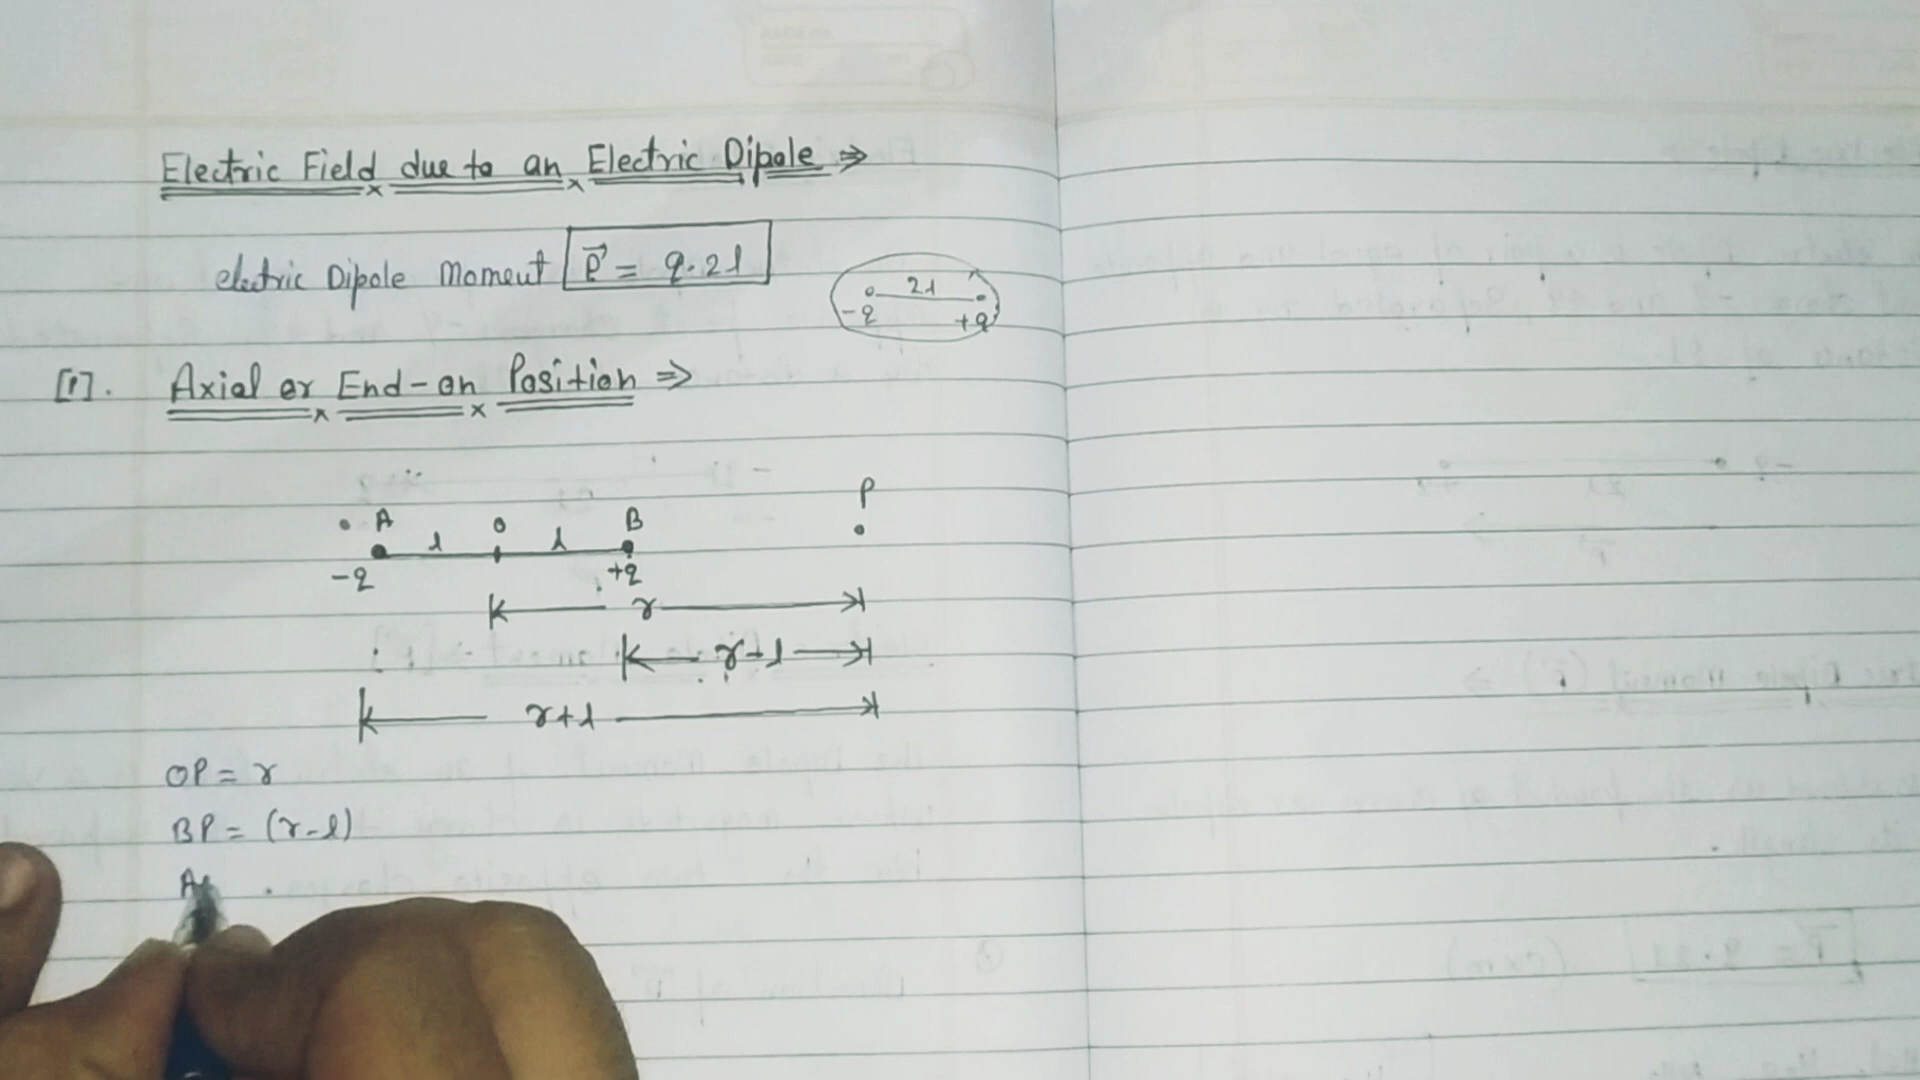 Electric Field due to an Electric Dipole ⇒
electric Dipole Moment P⃗ = q.2l
2l
-q +q
[1]. Axial or End-on Position ⇒
P
A O B
l l
-q +q
r
r+l
r+l
OP = r
BP = (r-l)